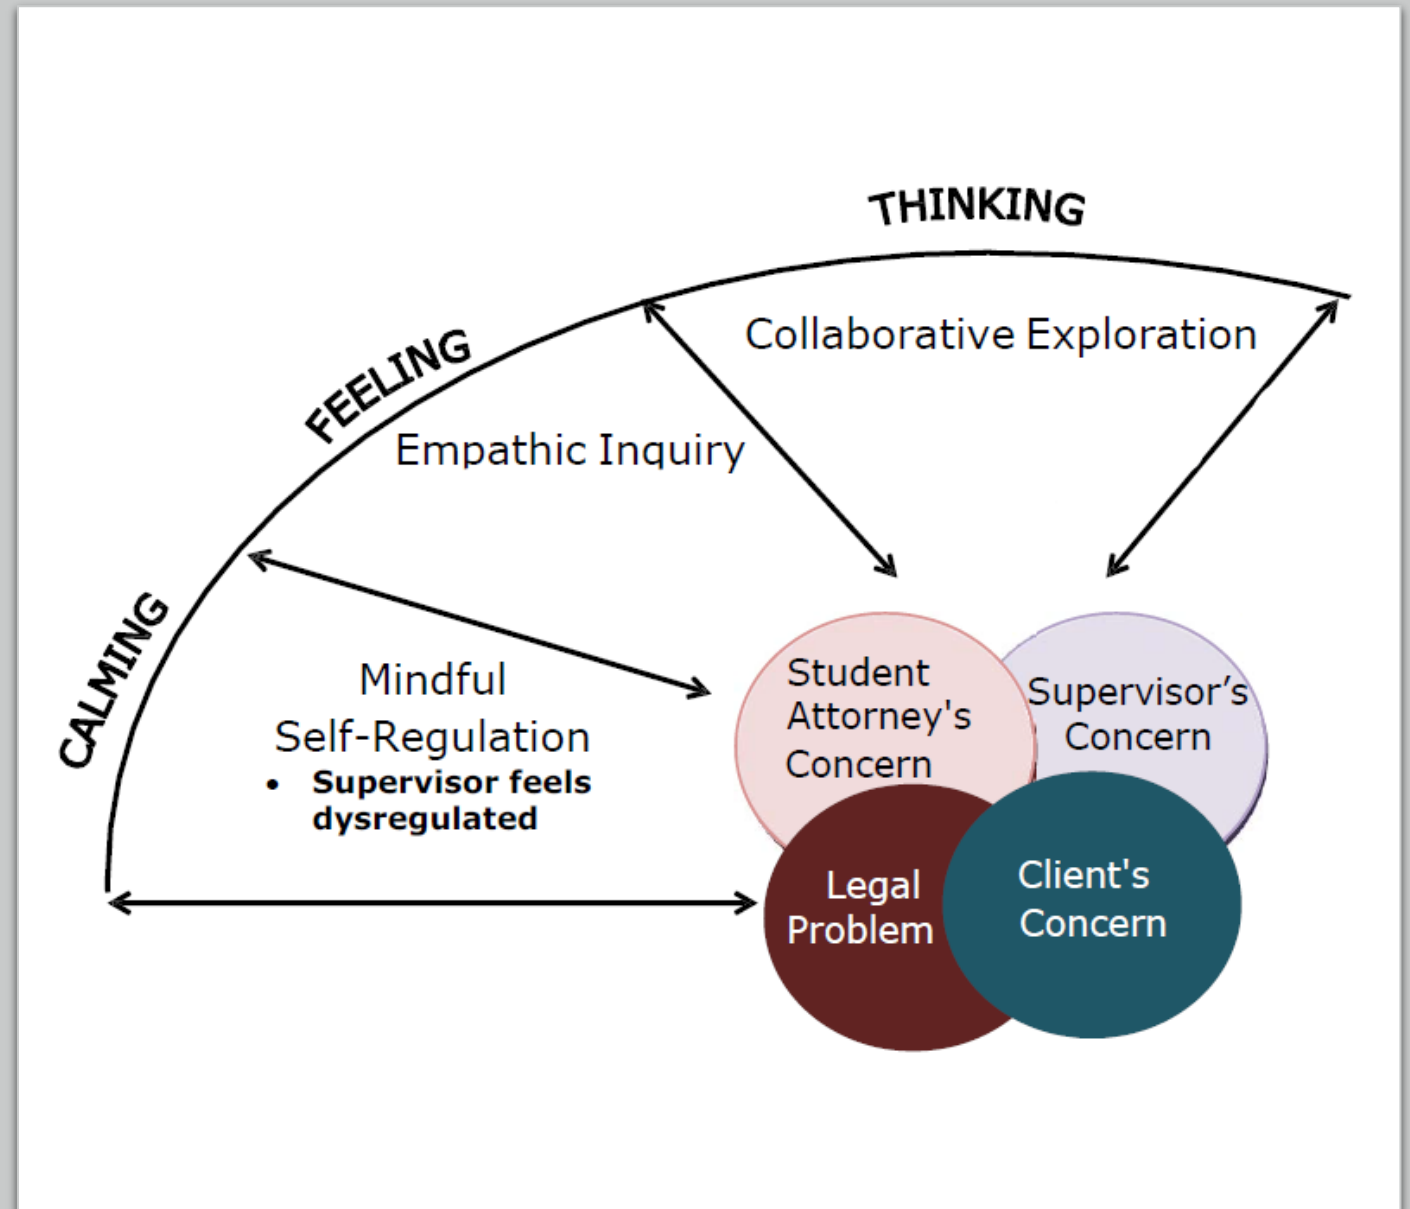 THINKING
Collaborative Exploration
FEELING
Empathic Inquiry
CALMING
Mindful
Self-Regulation
• Supervisor feels
dysregulated
Student
Attorney's
Concern
Supervisor’s
Concern
Legal
Problem
Client's
Concern